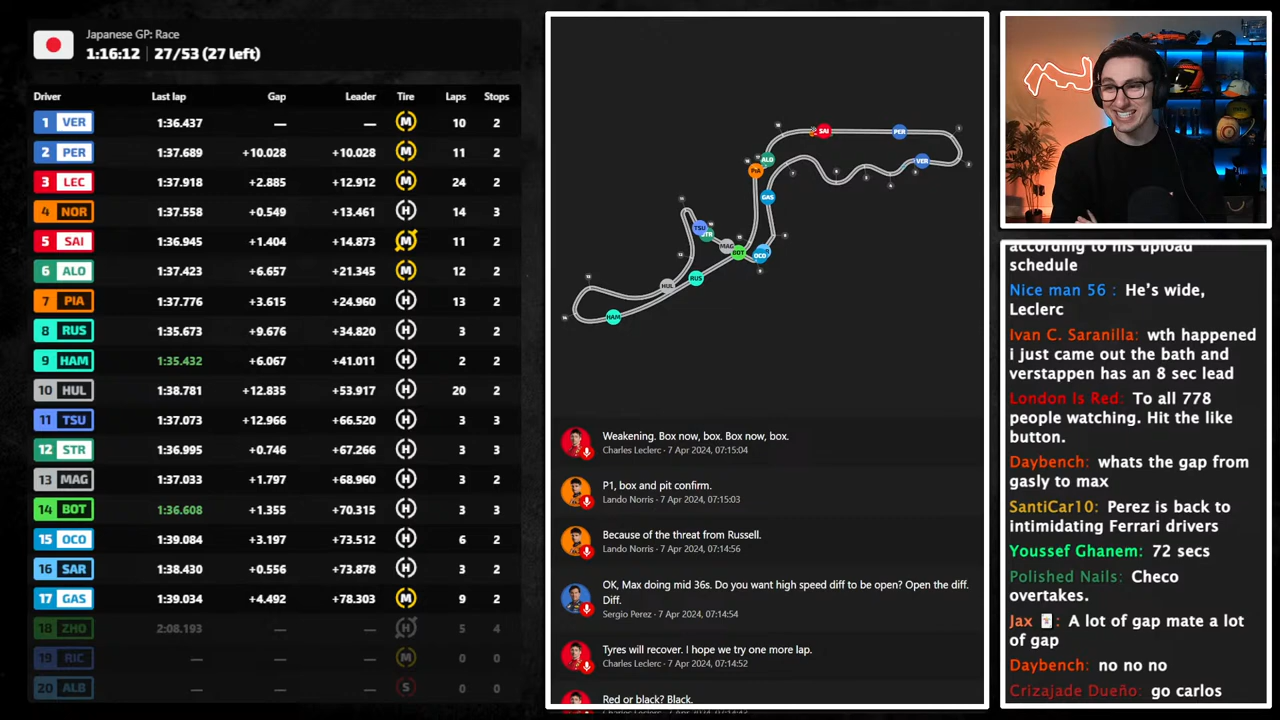 Japanese GP: Race
1:16:12 27/53 (27 left)
Driver Last lap Gap Leader Tire Laps Stops
1 VER 1:36.437 — — M 10 2
2 PER 1:37.689 +10.028 +10.028 M 11 2
3 LEC 1:37.918 +2.885 +12.912 M 24 2
4 NOR 1:37.558 +0.549 +13.461 H 14 3
5 SAI 1:36.945 +1.404 +14.873 M 11 2
6 ALO 1:37.423 +6.657 +21.345 M 12 2
7 PIA 1:37.776 +3.615 +24.960 H 13 2
8 RUS 1:35.673 +9.676 +34.820 H 3 2
9 HAM 1:35.432 +6.067 +41.011 H 2 2
10 HUL 1:38.781 +12.835 +53.917 H 20 2
11 TSU 1:37.073 +12.966 +66.520 H 3 3
12 STR 1:35.995 +0.746 +67.266 H 3 3
13 MAG 1:37.033 +1.797 +68.960 H 3 2
14 BOT 1:36.608 +1.355 +70.315 H 3 3
15 OCO 1:39.084 +3.197 +73.512 H 6 2
16 SAR 1:38.430 +0.556 +73.878 H 3 2
17 GAS 1:39.034 +4.492 +78.303 M 9 2
18 ZHO 2:08.193 — — H 5 4
19 RIC — — — M 0 0
20 ALB — — — S 0 0
SAI PER
ALO VER
PIA
GAS
TSU STR
MAG BOT OCO
HUL RUS
HAM
Weakening. Box now, box. Box now, box.
Charles Leclerc · 7 Apr 2024, 07:15:04
P1, box and pit confirm.
Lando Norris · 7 Apr 2024, 07:15:03
Because of the threat from Russell.
Lando Norris · 7 Apr 2024, 07:14:56
OK, Max doing mid 36s. Do you want high speed diff to be open? Open the diff.
Diff.
Sergio Perez · 7 Apr 2024, 07:14:54
Tyres will recover. I hope we try one more lap.
Charles Leclerc · 7 Apr 2024, 07:14:52
Red or black? Black.
according to his upload
schedule
Nice man 56 : He's wide,
Leclerc
Ivan C. Saranilla: wth happened
i just came out the bath and
verstappen has an 8 sec lead
London Is Red: To all 778
people watching. Hit the like
button.
Daybench: whats the gap from
gasly to max
SantiCar10: Perez is back to
intimidating Ferrari drivers
Youssef Ghanem: 72 secs
Polished Nails: Checo
overtakes.
Jax 🃏: A lot of gap mate a lot
of gap
Daybench: no no no
Crizajade Dueño: go carlos